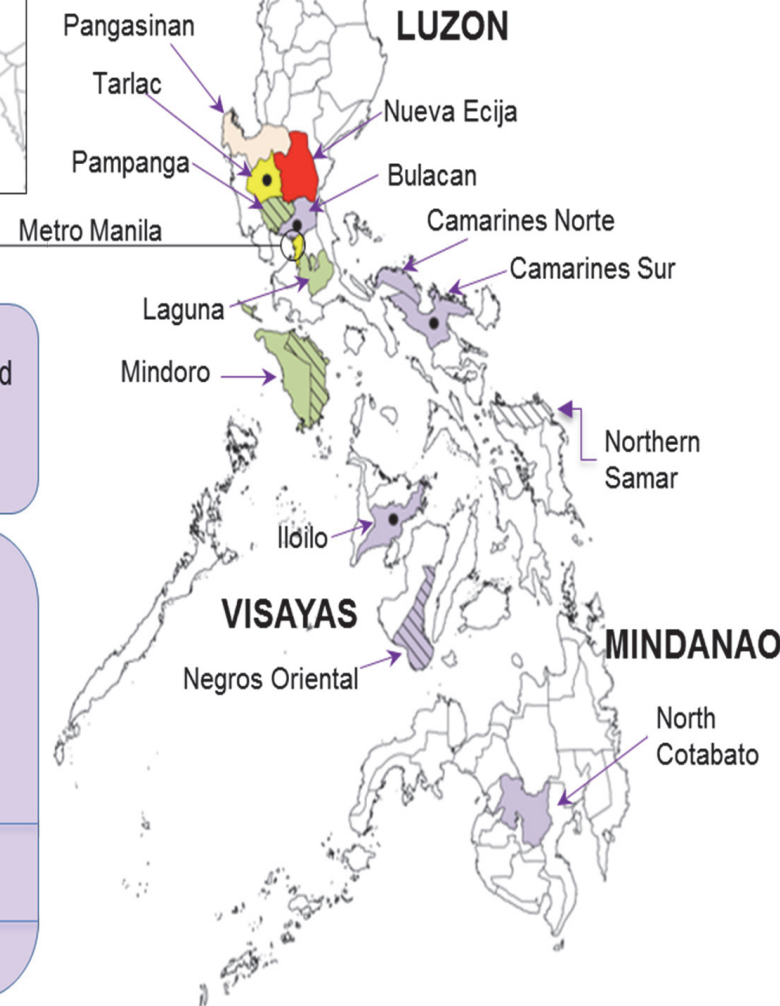 LUZON
Pangasinan
Tarlac
Nueva Ecija
Pampanga
Bulacan
Camarines Norte
Metro Manila
Camarines Sur
Laguna
d
Mindoro
Northern
Samar
Iloilo
VISAYAS
MINDANAO
Negros Oriental
North
Cotabato